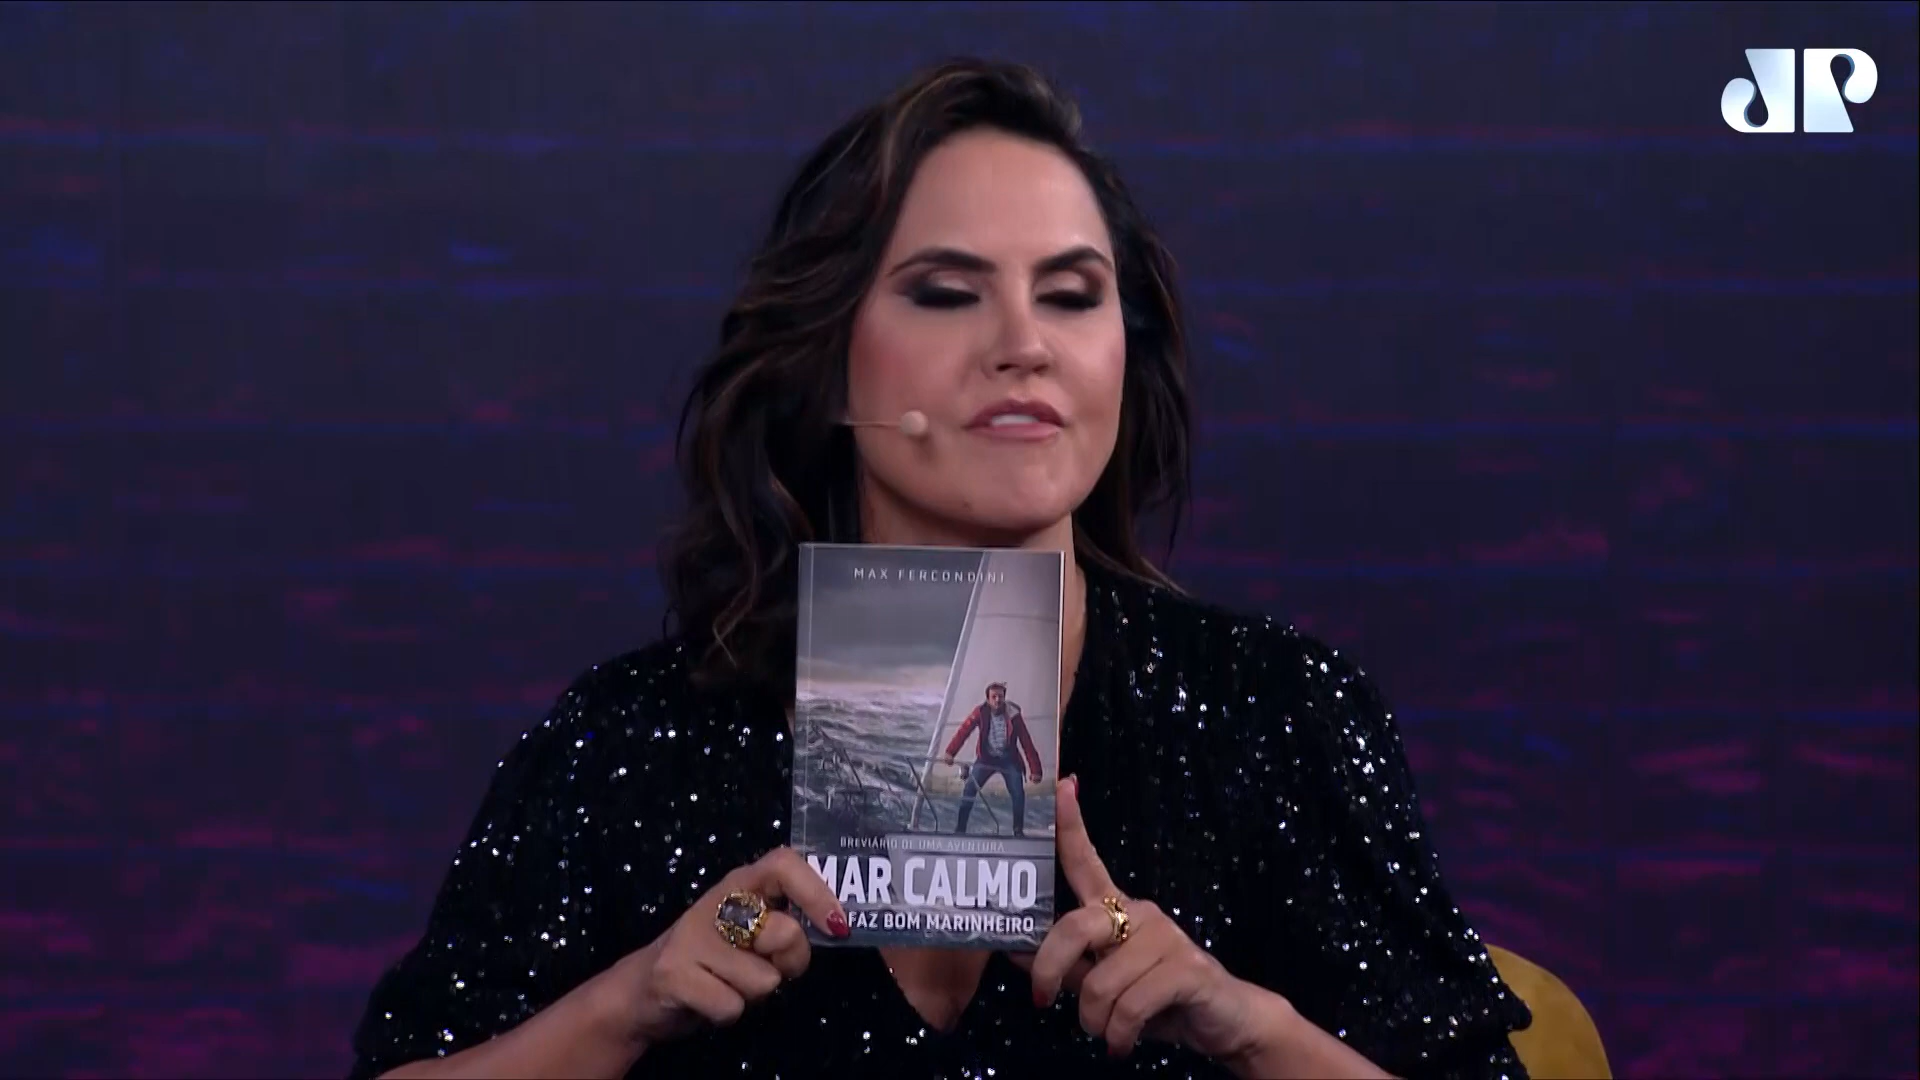 JP
MAX FERCONDINI
BREVIÁRIO DE UMA AVENTURA
MAR CALMO
FAZ BOM MARINHEIRO